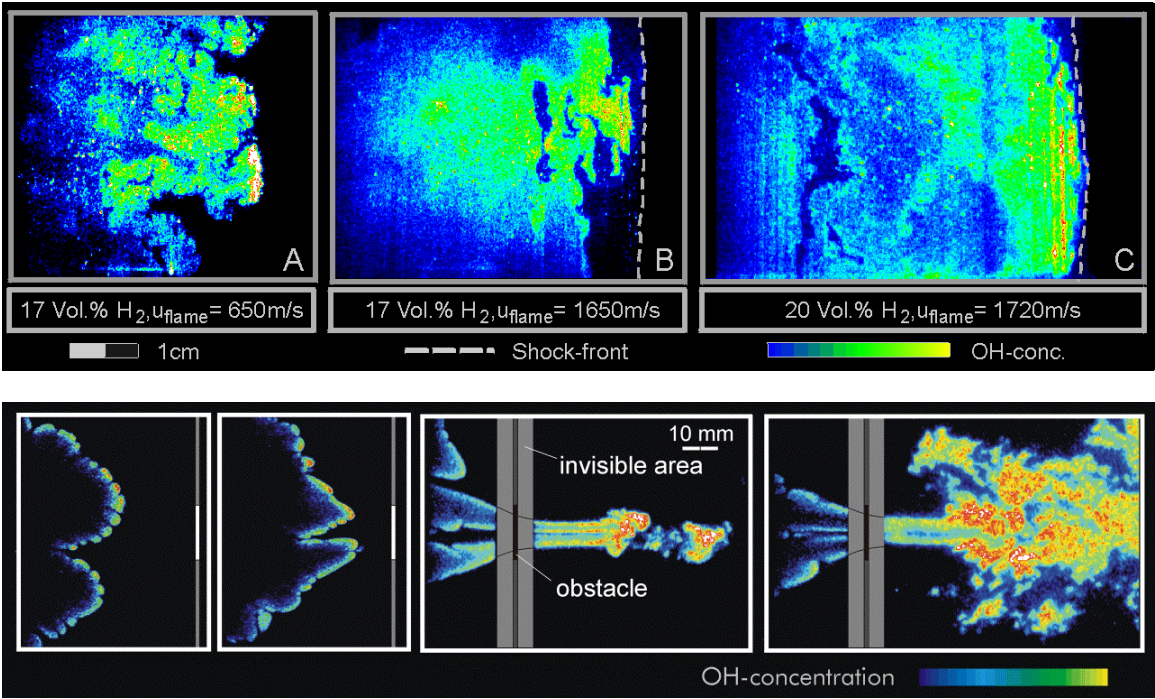 A
B
C
17 Vol.% H2,uflame= 650m/s
17 Vol.% H2,uflame= 1650m/s
20 Vol.% H2,uflame= 1720m/s
1cm
Shock-front
OH-conc.
10 mm
invisible area
obstacle
OH-concentration